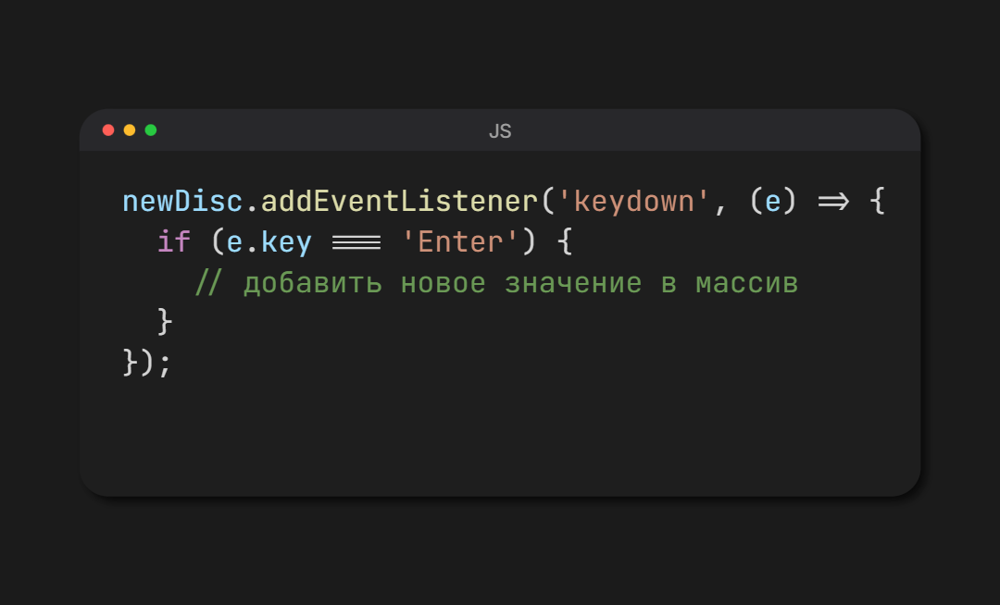 JS
newDisc.addEventListener('keydown', (e) => {
  if (e.key === 'Enter') {
    // добавить новое значение в массив
  }
});